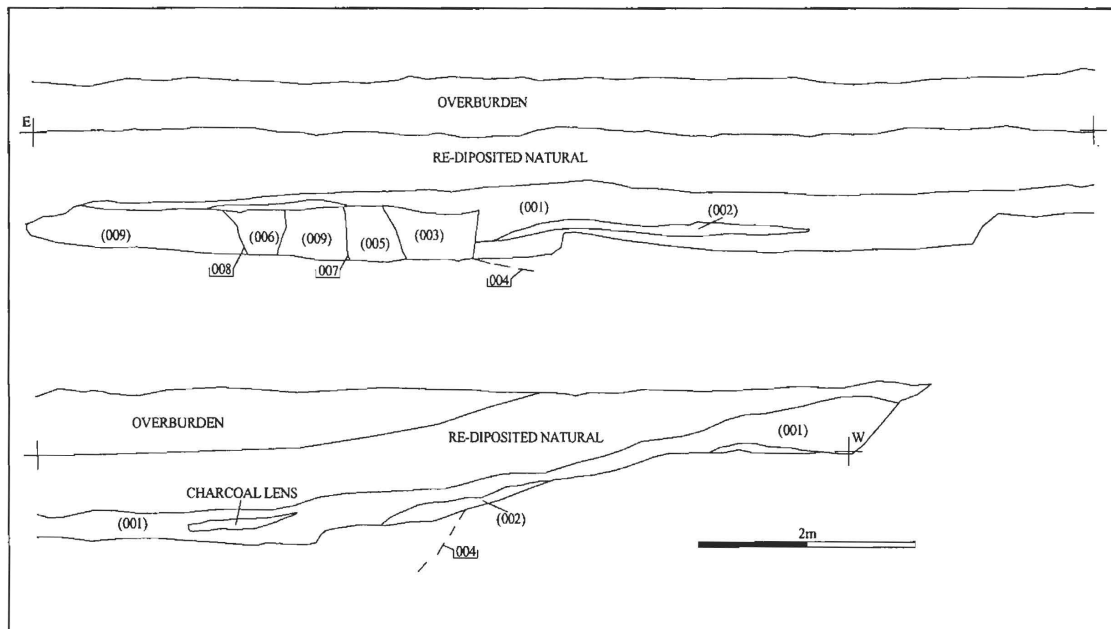 OVERBURDEN
E
RE-DIPOSITED NATURAL
(001)
(002)
(009)
(006)
(009)
(005)
(003)
008
007
004
OVERBURDEN
RE-DIPOSITED NATURAL
(001)
W
CHARCOAL LENS
(001)
(002)
004
2m